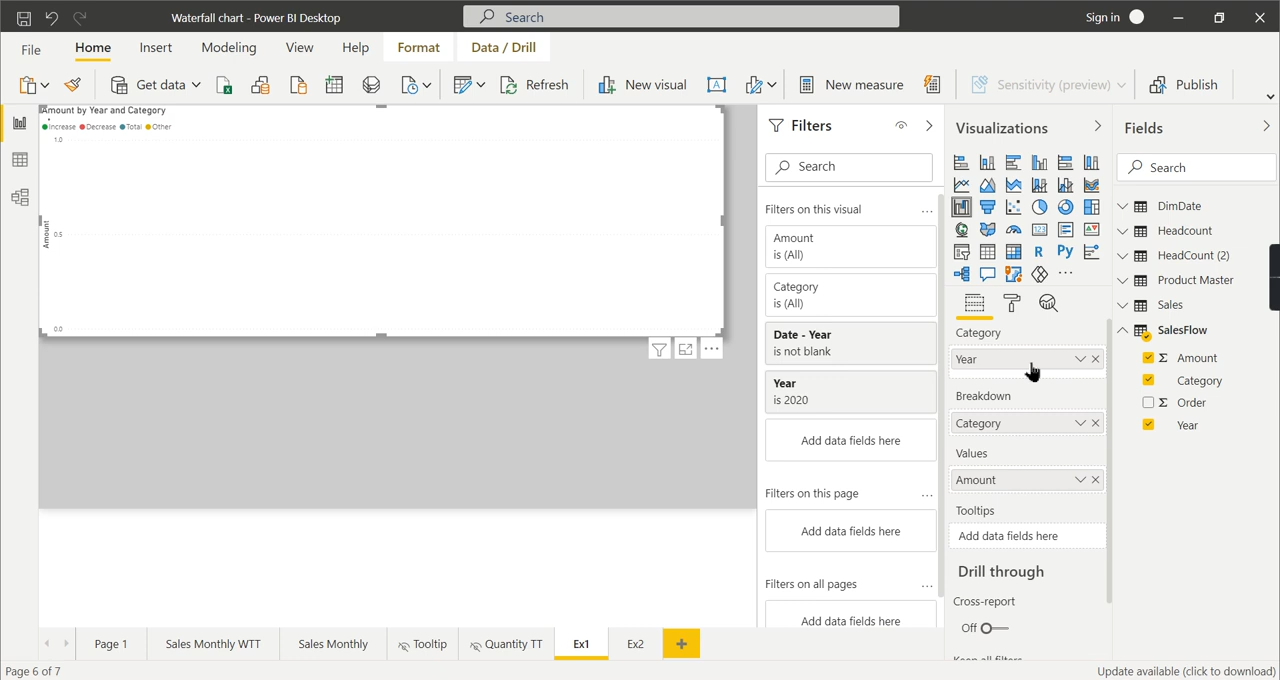 Waterfall chart - Power BI Desktop
Search
Sign in
File
Home
Insert
Modeling
View
Help
Format
Data / Drill
Get data
Refresh
New visual
New measure
Sensitivity (preview)
Publish
Amount by Year and Category
Increase Decrease Total Other
1.0
0.5
0.0
Amount
Filters
Search
Filters on this visual
Amount
is (All)
Category
is (All)
Date - Year
is not blank
Year
is 2020
Add data fields here
Filters on this page
Add data fields here
Filters on all pages
Add data fields here
Visualizations
123
R
Py
Category
Year
Breakdown
Category
Values
Amount
Tooltips
Add data fields here
Drill through
Cross-report
Off
Keep all filters
Fields
Search
DimDate
Headcount
HeadCount (2)
Product Master
Sales
SalesFlow
Σ Amount
Category
Σ Order
Year
Page 1
Sales Monthly WTT
Sales Monthly
Tooltip
Quantity TT
Ex1
Ex2
Page 6 of 7
Update available (click to download)